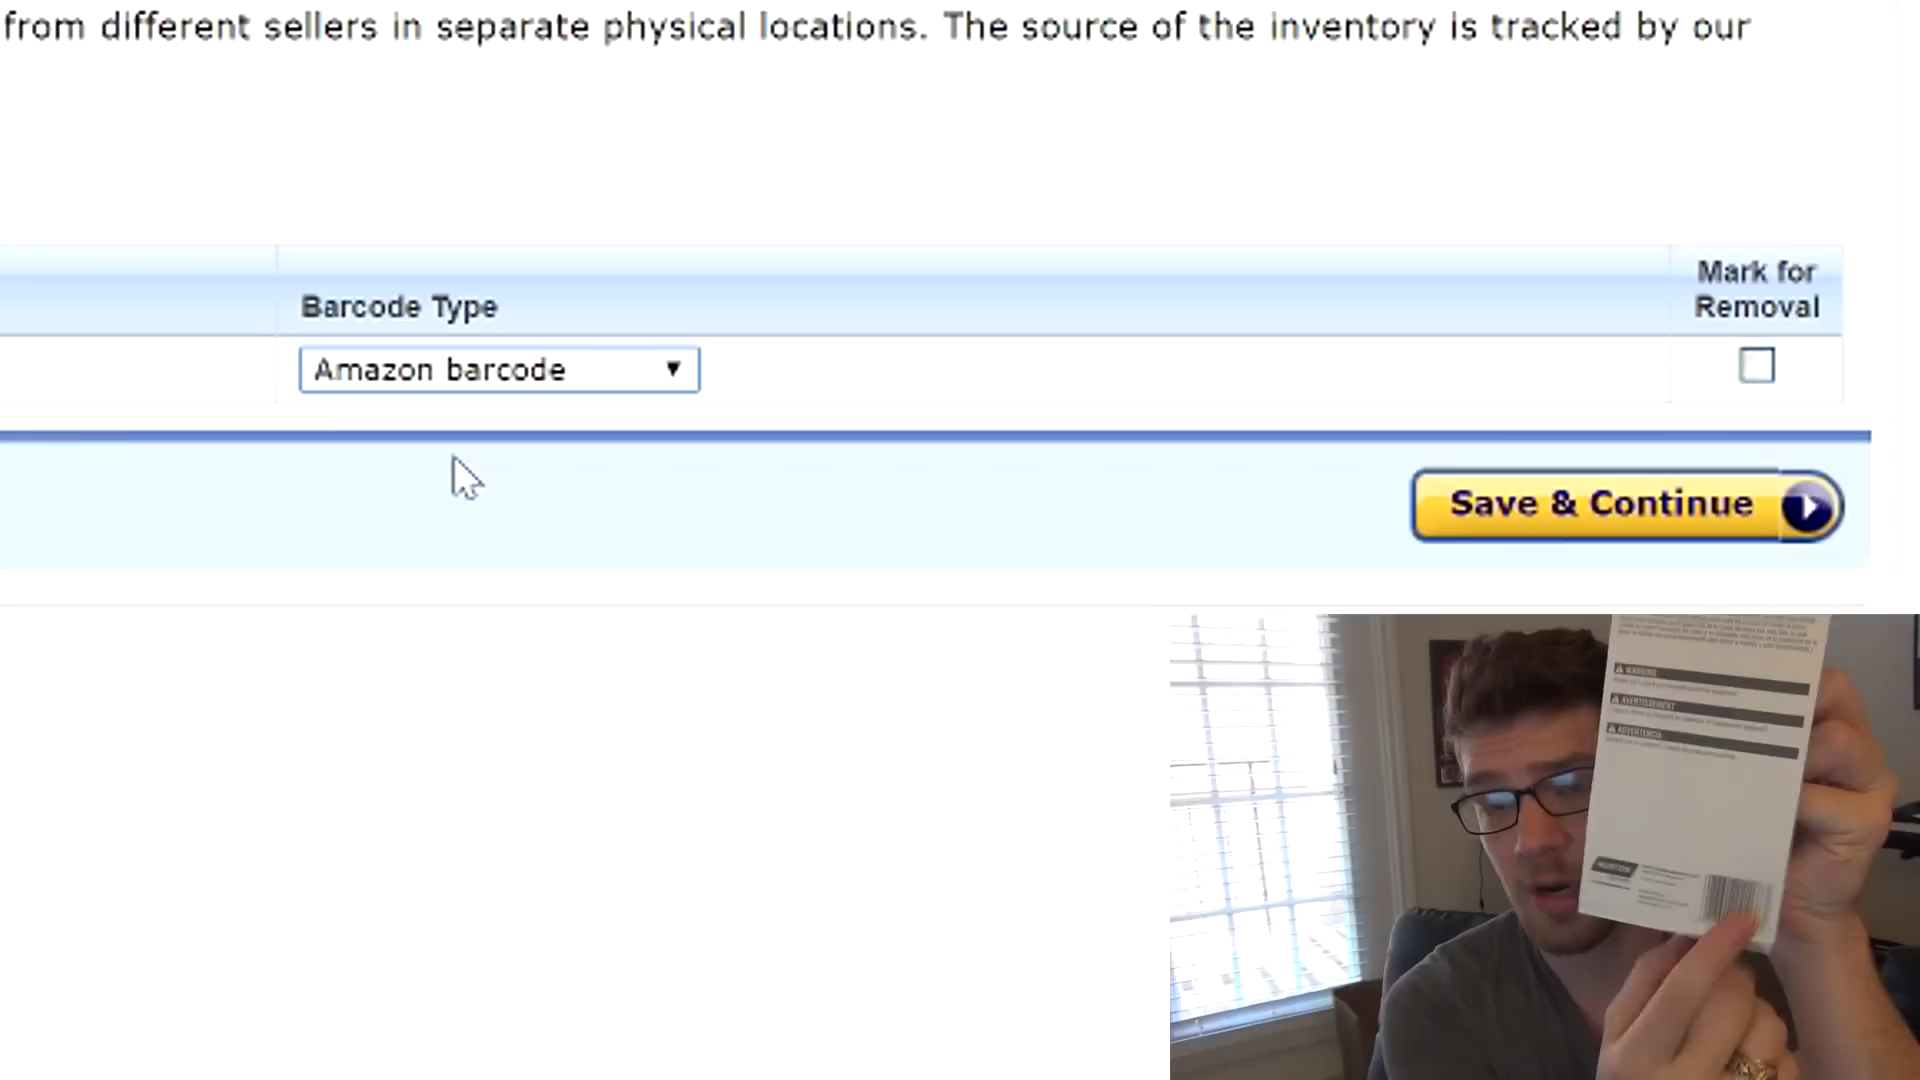 from different sellers in separate physical locations. The source of the inventory is tracked by our
Mark for
Removal
Barcode Type
Amazon barcode
Save & Continue
WARNING
AVERTISSEMENT
ADVERTENCIA